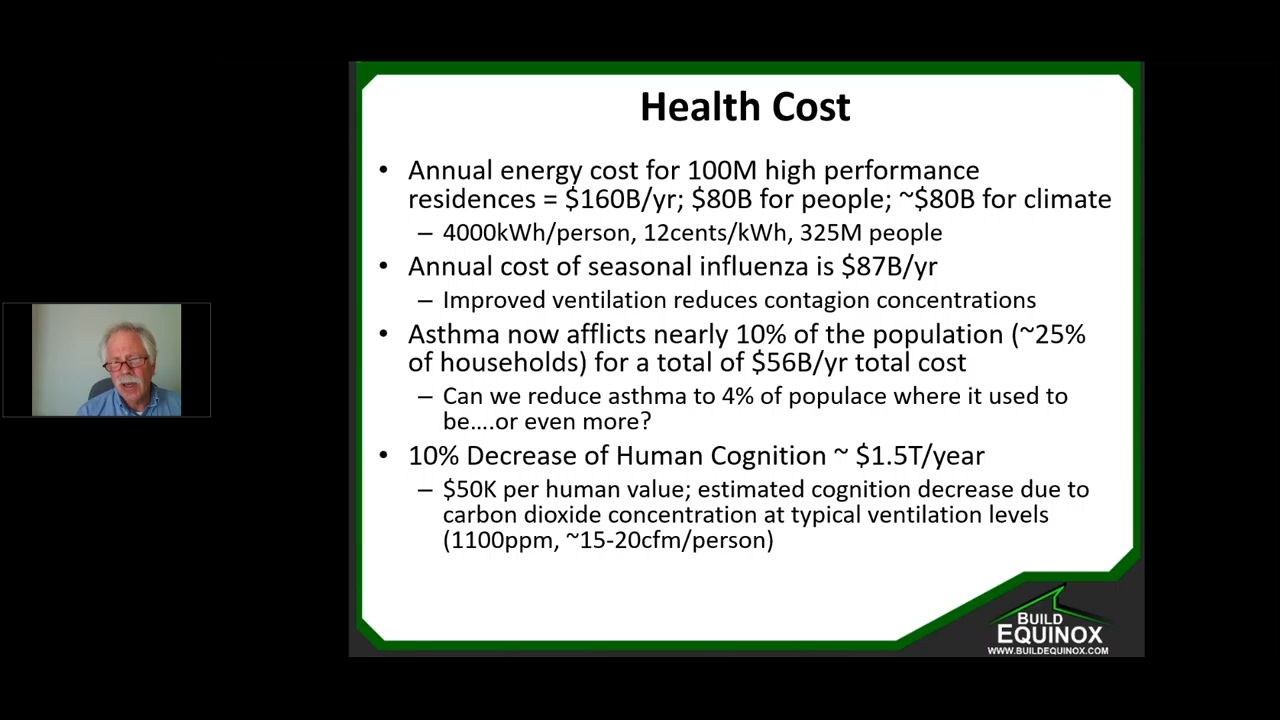 Health Cost
• Annual energy cost for 100M high performance
residences = $160B/yr; $80B for people; ~$80B for climate
– 4000kWh/person, 12cents/kWh, 325M people
• Annual cost of seasonal influenza is $87B/yr
– Improved ventilation reduces contagion concentrations
• Asthma now afflicts nearly 10% of the population (~25%
of households) for a total of $56B/yr total cost
– Can we reduce asthma to 4% of populace where it used to
be....or even more?
• 10% Decrease of Human Cognition ~ $1.5T/year
– $50K per human value; estimated cognition decrease due to
carbon dioxide concentration at typical ventilation levels
(1100ppm, ~15-20cfm/person)
BUILD
EQUINOX
WWW.BUILDEQUINOX.COM